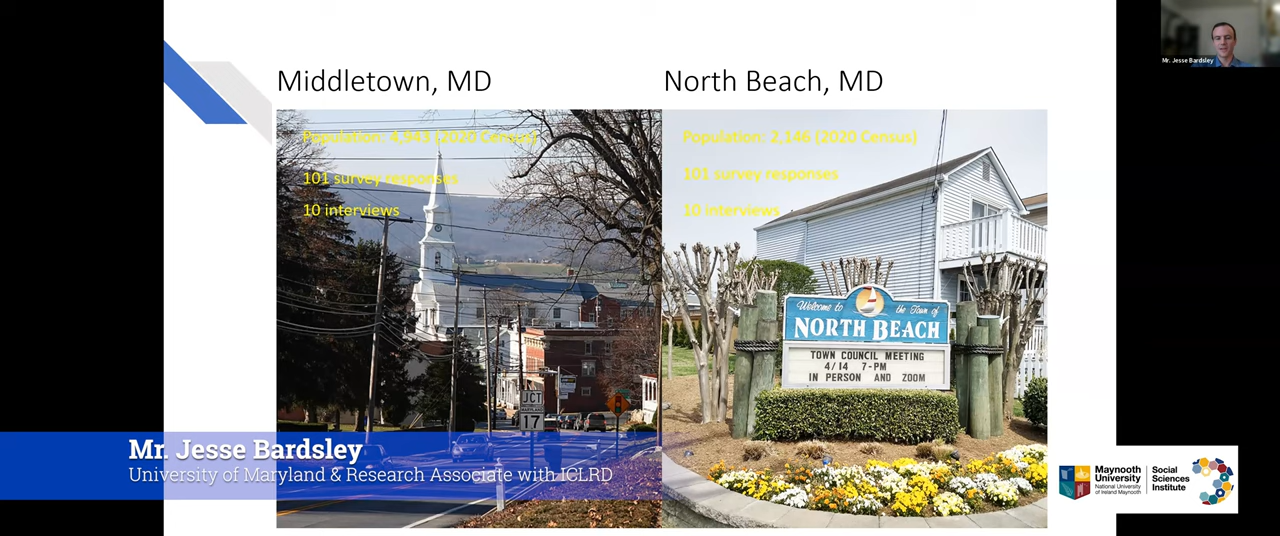 Middletown, MD
Population: 4,943 (2020 Census)
101 survey responses
10 interviews
JCT
MARYLAND
17
North Beach, MD
Population: 2,146 (2020 Census)
101 survey responses
10 interviews
Welcome to the Town of
NORTH BEACH
TOWN COUNCIL MEETING
4/14 7-PM
IN PERSON AND ZOOM
Mr. Jesse Bardsley
Mr. Jesse Bardsley
University of Maryland & Research Associate with ICLRD
Maynooth
University
National University
of Ireland Maynooth
Social
Sciences
Institute